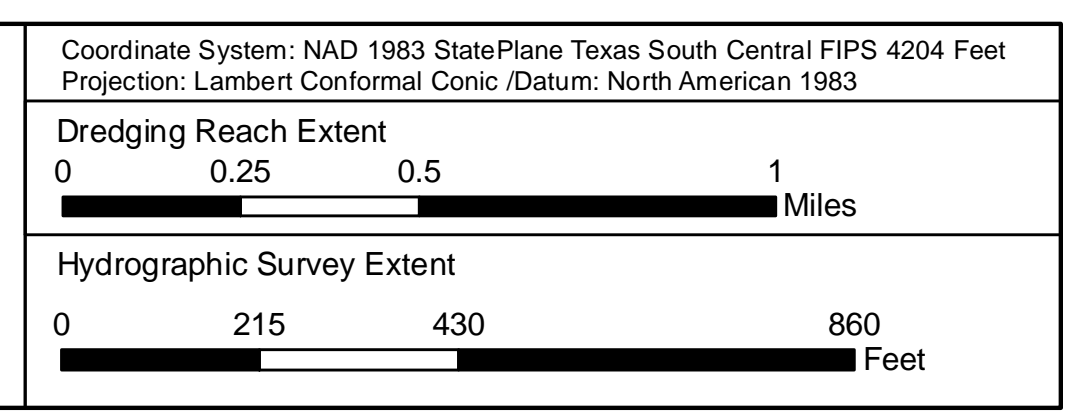 Coordinate System: NAD 1983 StatePlane Texas South Central FIPS 4204 Feet
Projection: Lambert Conformal Conic /Datum: North American 1983
Dredging Reach Extent
0 0.25 0.5 1
Miles
Hydrographic Survey Extent
0 215 430 860
Feet